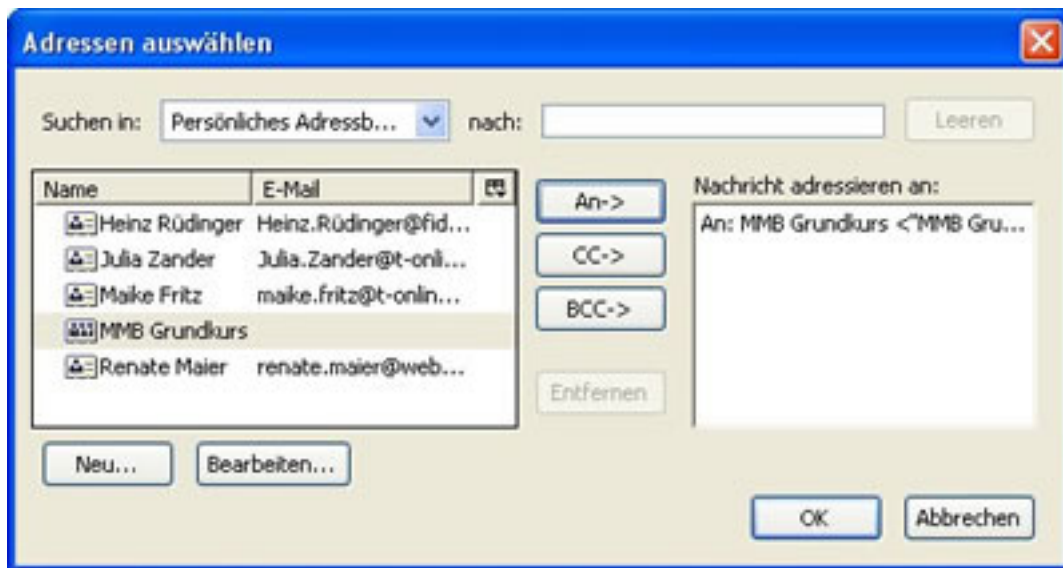 Adressen auswählen
Suchen in: Persönliches Adressb... nach: Leeren
Name E-Mail
Heinz Rüdinger Heinz.Rüdinger@fid...
Julia Zander Julia.Zander@t-onli...
Maike Fritz maike.fritz@t-onlin...
MMB Grundkurs
Renate Maier renate.maier@web...
An->
CC->
BCC->
Entfernen
Nachricht adressieren an:
An: MMB Grundkurs <"MMB Gru...
Neu... Bearbeiten...
OK Abbrechen